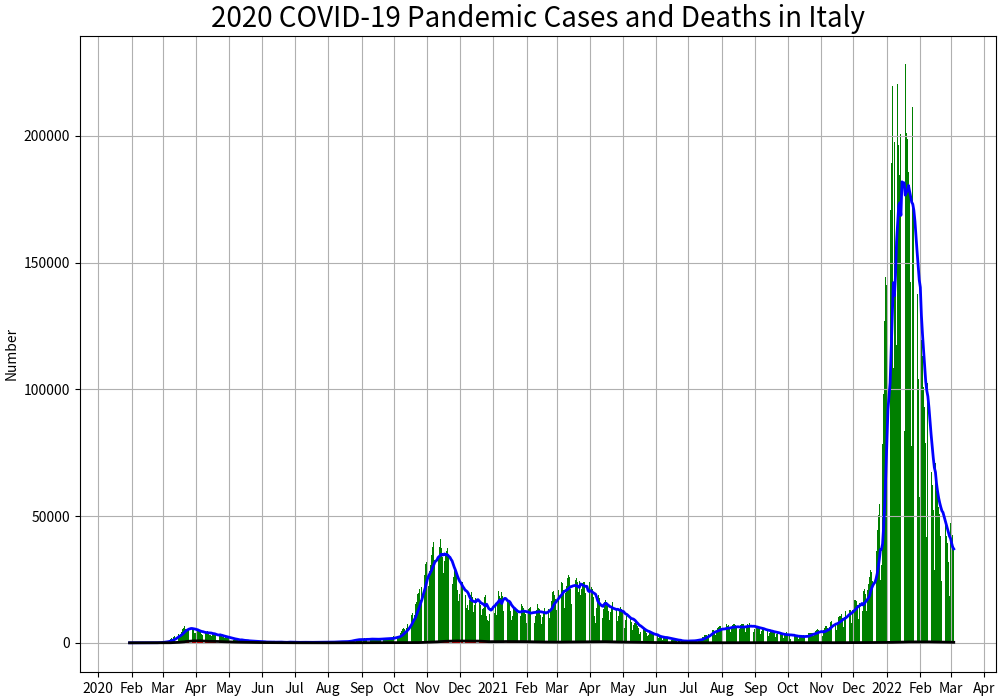 2020 COVID-19 Pandemic Cases and Deaths in Italy
Number
200000
150000
100000
50000
0
2020 Feb Mar Apr May Jun Jul Aug Sep Oct Nov Dec 2021 Feb Mar Apr May Jun Jul Aug Sep Oct Nov Dec 2022 Feb Mar Apr